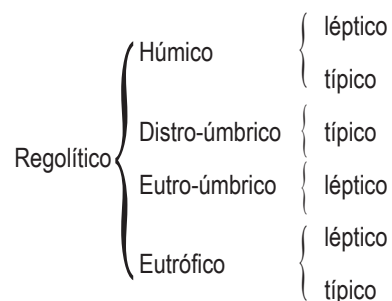 léptico
Húmico
típico
Distro-úmbrico típico
Regolítico
Eutro-úmbrico léptico
léptico
Eutrófico
típico